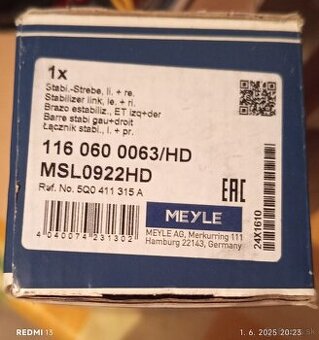 1x
Stabi.-Strebe, li. + re.
Stabilizer link, le. + ri.
Brazo estabiliz., ET izq+der
Barre stabi gau+droit
Łącznik stabi., l. + pr.
116 060 0063/HD
MSL0922HD
Ref. No. 5Q0 411 315 A
EAC
MEYLE
MEYLE AG, Merkurring 111
Hamburg 22143, Germany
4 040074 231302
24X1610
REDMI 13
1. 6. 2025 20:23